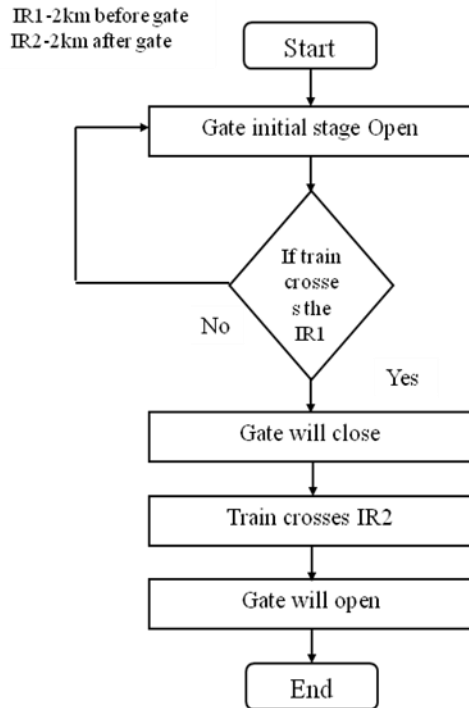 IR1-2km before gate
IR2-2km after gate
Start
Gate initial stage Open
If train
crosse
s the
IR1
No
Yes
Gate will close
Train crosses IR2
Gate will open
End